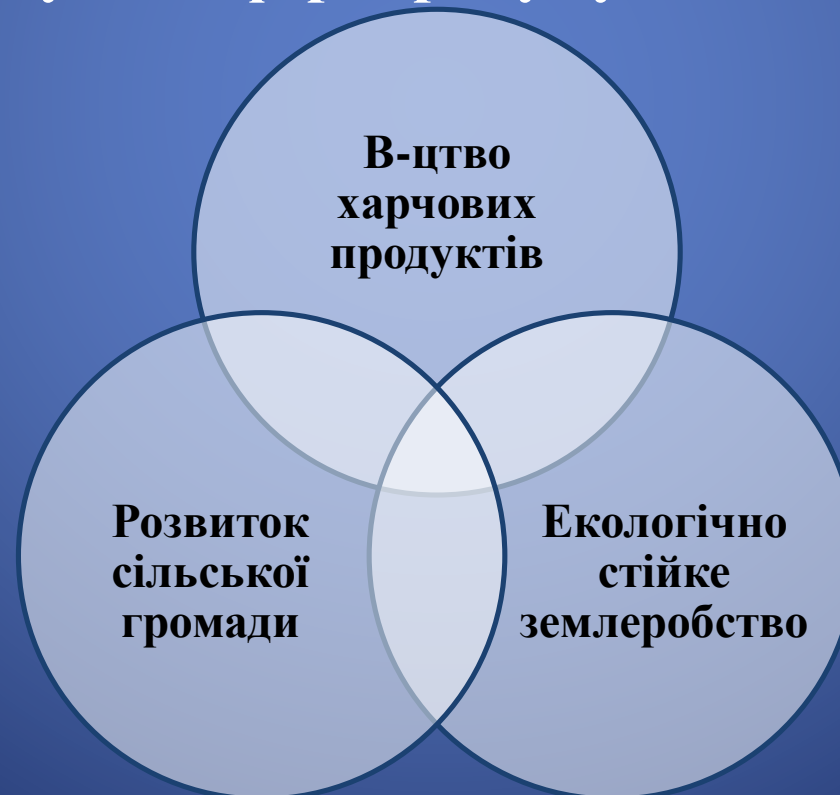 В-цтво
харчових
продуктів
Розвиток
сільської
громади
Екологічно
стійке
землеробство